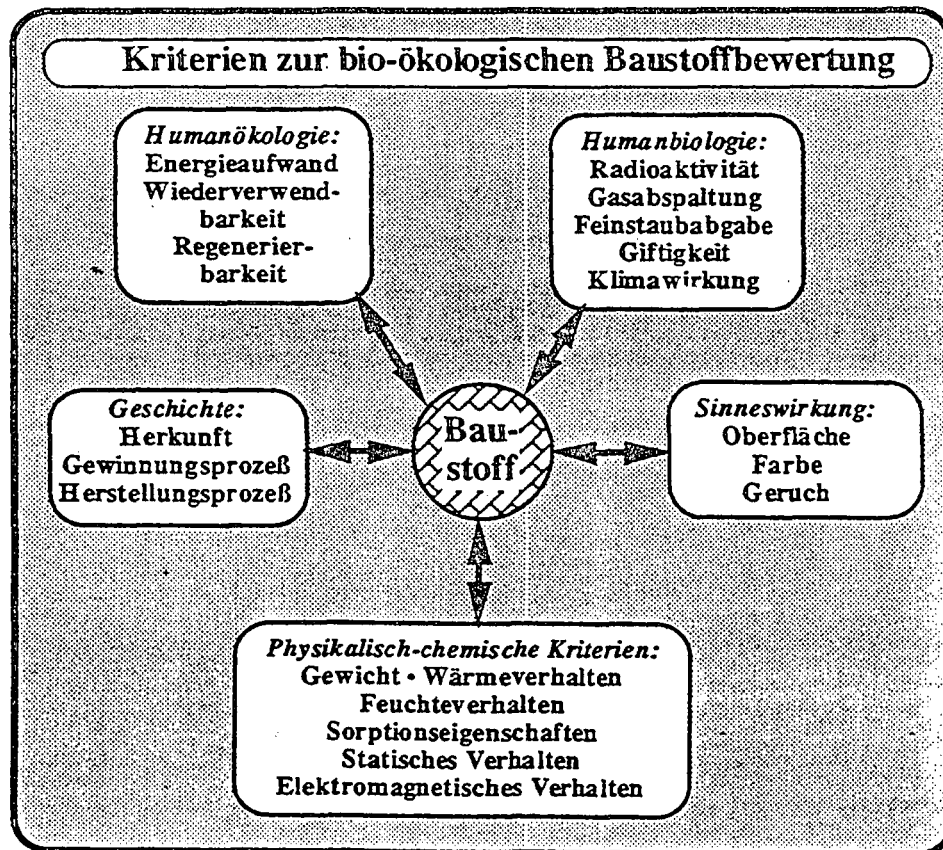 Kriterien zur bio-ökologischen Baustoffbewertung
Humanökologie:
Energieaufwand
Wiederverwend-
barkeit
Regenerier-
barkeit
Humanbiologie:
Radioaktivität
Gasabspaltung
Feinstaubabgabe
Giftigkeit
Klimawirkung
Geschichte:
Herkunft
Gewinnungsprozeß
Herstellungsprozeß
Bau-
stoff
Sinneswirkung:
Oberfläche
Farbe
Geruch
Physikalisch-chemische Kriterien:
Gewicht • Wärmeverhalten
Feuchteverhalten
Sorptionseigenschaften
Statisches Verhalten
Elektromagnetisches Verhalten